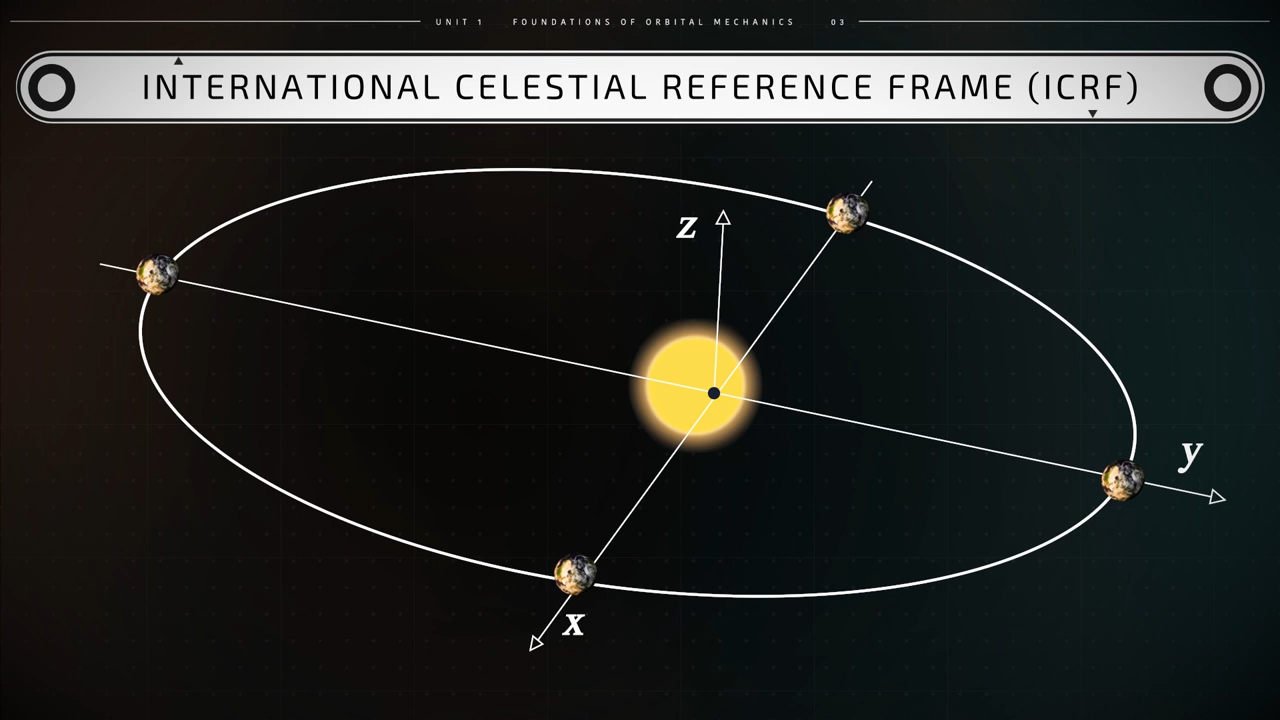 UNIT 1 FOUNDATIONS OF ORBITAL MECHANICS 03
INTERNATIONAL CELESTIAL REFERENCE FRAME (ICRF)
z
y
x